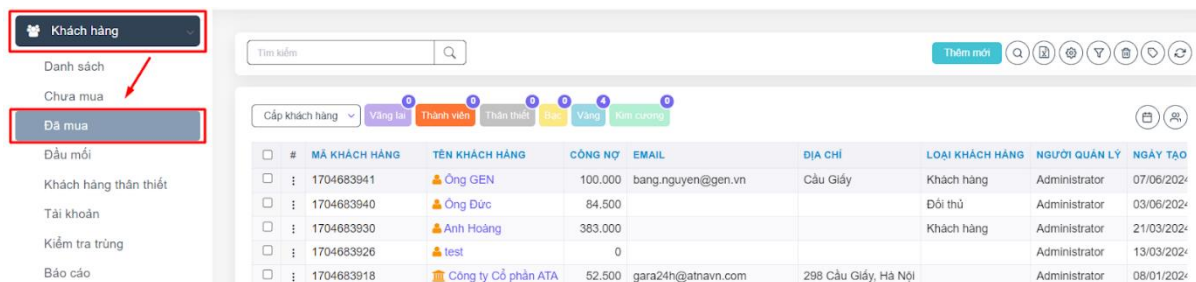 Khách hàng
Danh sách
Chưa mua
Đã mua
Đầu mối
Khách hàng thân thiết
Tài khoản
Kiểm tra trùng
Báo cáo
Tìm kiếm
Thêm mới
Cấp khách hàng Vãng lai 0 Thành viên 0 Thân thiết 0 Bạc 0 Vàng 4 Kim cương 0
# MÃ KHÁCH HÀNG TÊN KHÁCH HÀNG CÔNG NỢ EMAIL ĐỊA CHỈ LOẠI KHÁCH HÀNG NGƯỜI QUẢN LÝ NGÀY TẠO
1704683941 Ông GEN 100.000 bang.nguyen@gen.vn Cầu Giấy Khách hàng Administrator 07/06/2024
1704683940 Ông Đức 84.500 Đối thủ Administrator 03/06/2024
1704683930 Anh Hoàng 383.000 Khách hàng Administrator 21/03/2024
1704683926 test 0 Administrator 13/03/2024
1704683918 Công ty Cổ phần ATA 52.500 gara24h@atnavn.com 298 Cầu Giấy, Hà Nội Administrator 08/01/2024